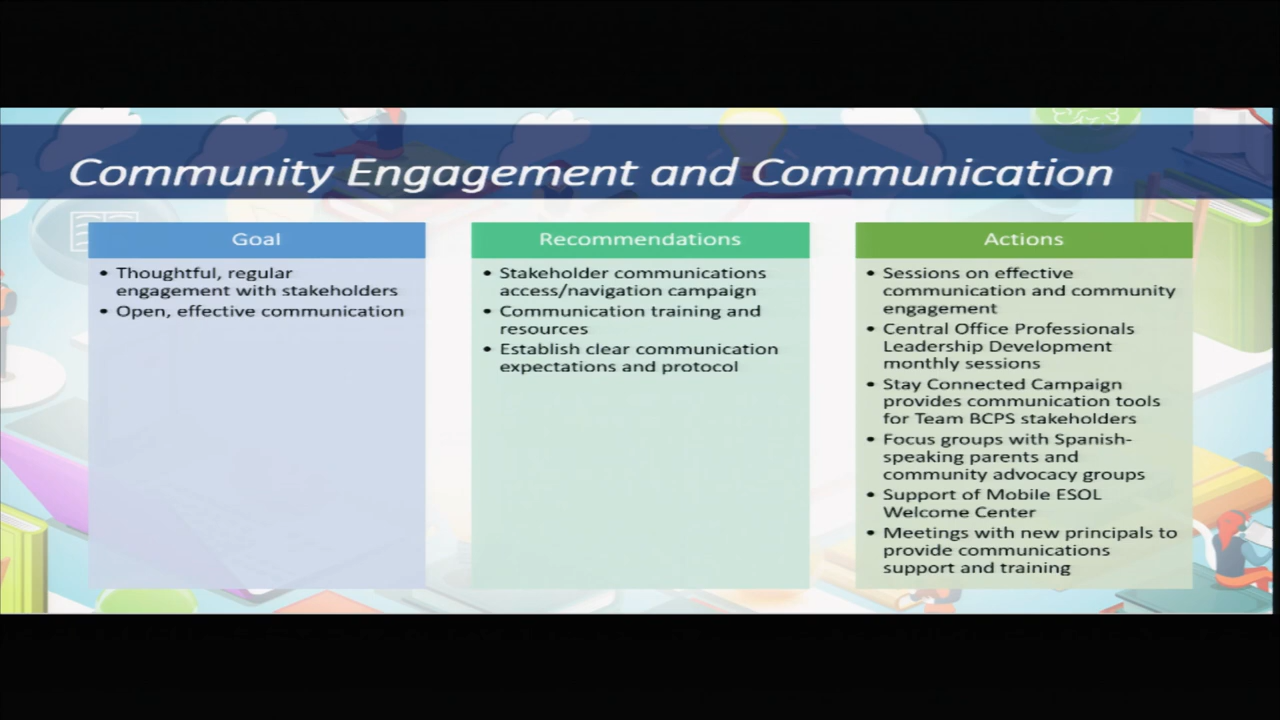 Community Engagement and Communication
Goal
• Thoughtful, regular
engagement with stakeholders
• Open, effective communication
Recommendations
• Stakeholder communications
access/navigation campaign
• Communication training and
resources
• Establish clear communication
expectations and protocol
Actions
• Sessions on effective
communication and community
engagement
• Central Office Professionals
Leadership Development
monthly sessions
• Stay Connected Campaign
provides communication tools
for Team BCPS stakeholders
• Focus groups with Spanish-
speaking parents and
community advocacy groups
• Support of Mobile ESOL
Welcome Center
• Meetings with new principals to
provide communications
support and training